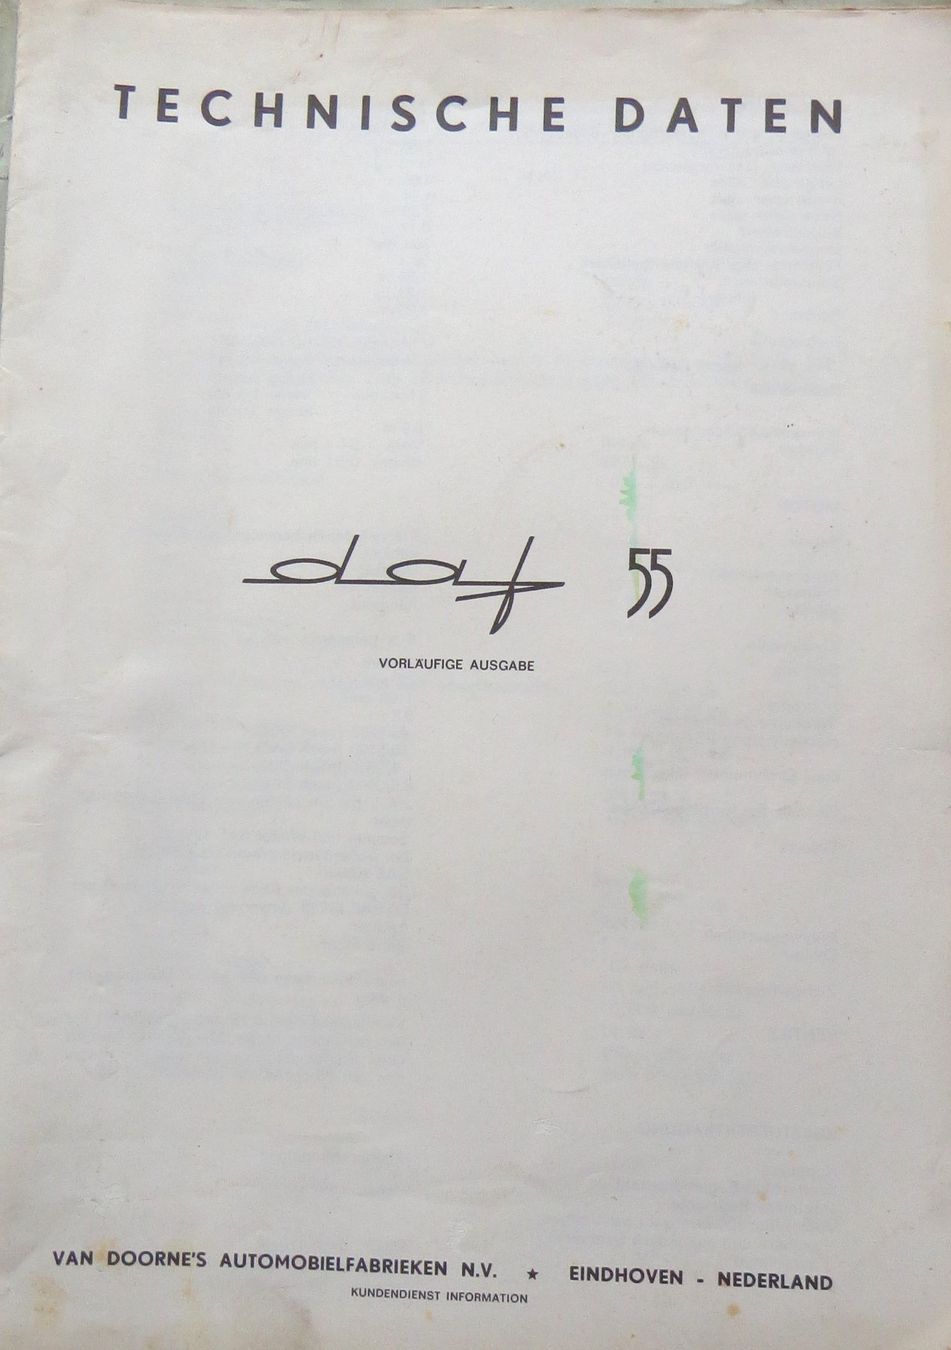 TECHNISCHE DATEN
daf 55
VORLÄUFIGE AUSGABE
VAN DOORNE'S AUTOMOBIELFABRIEKEN N.V. ★ EINDHOVEN - NEDERLAND
KUNDENDIENST INFORMATION